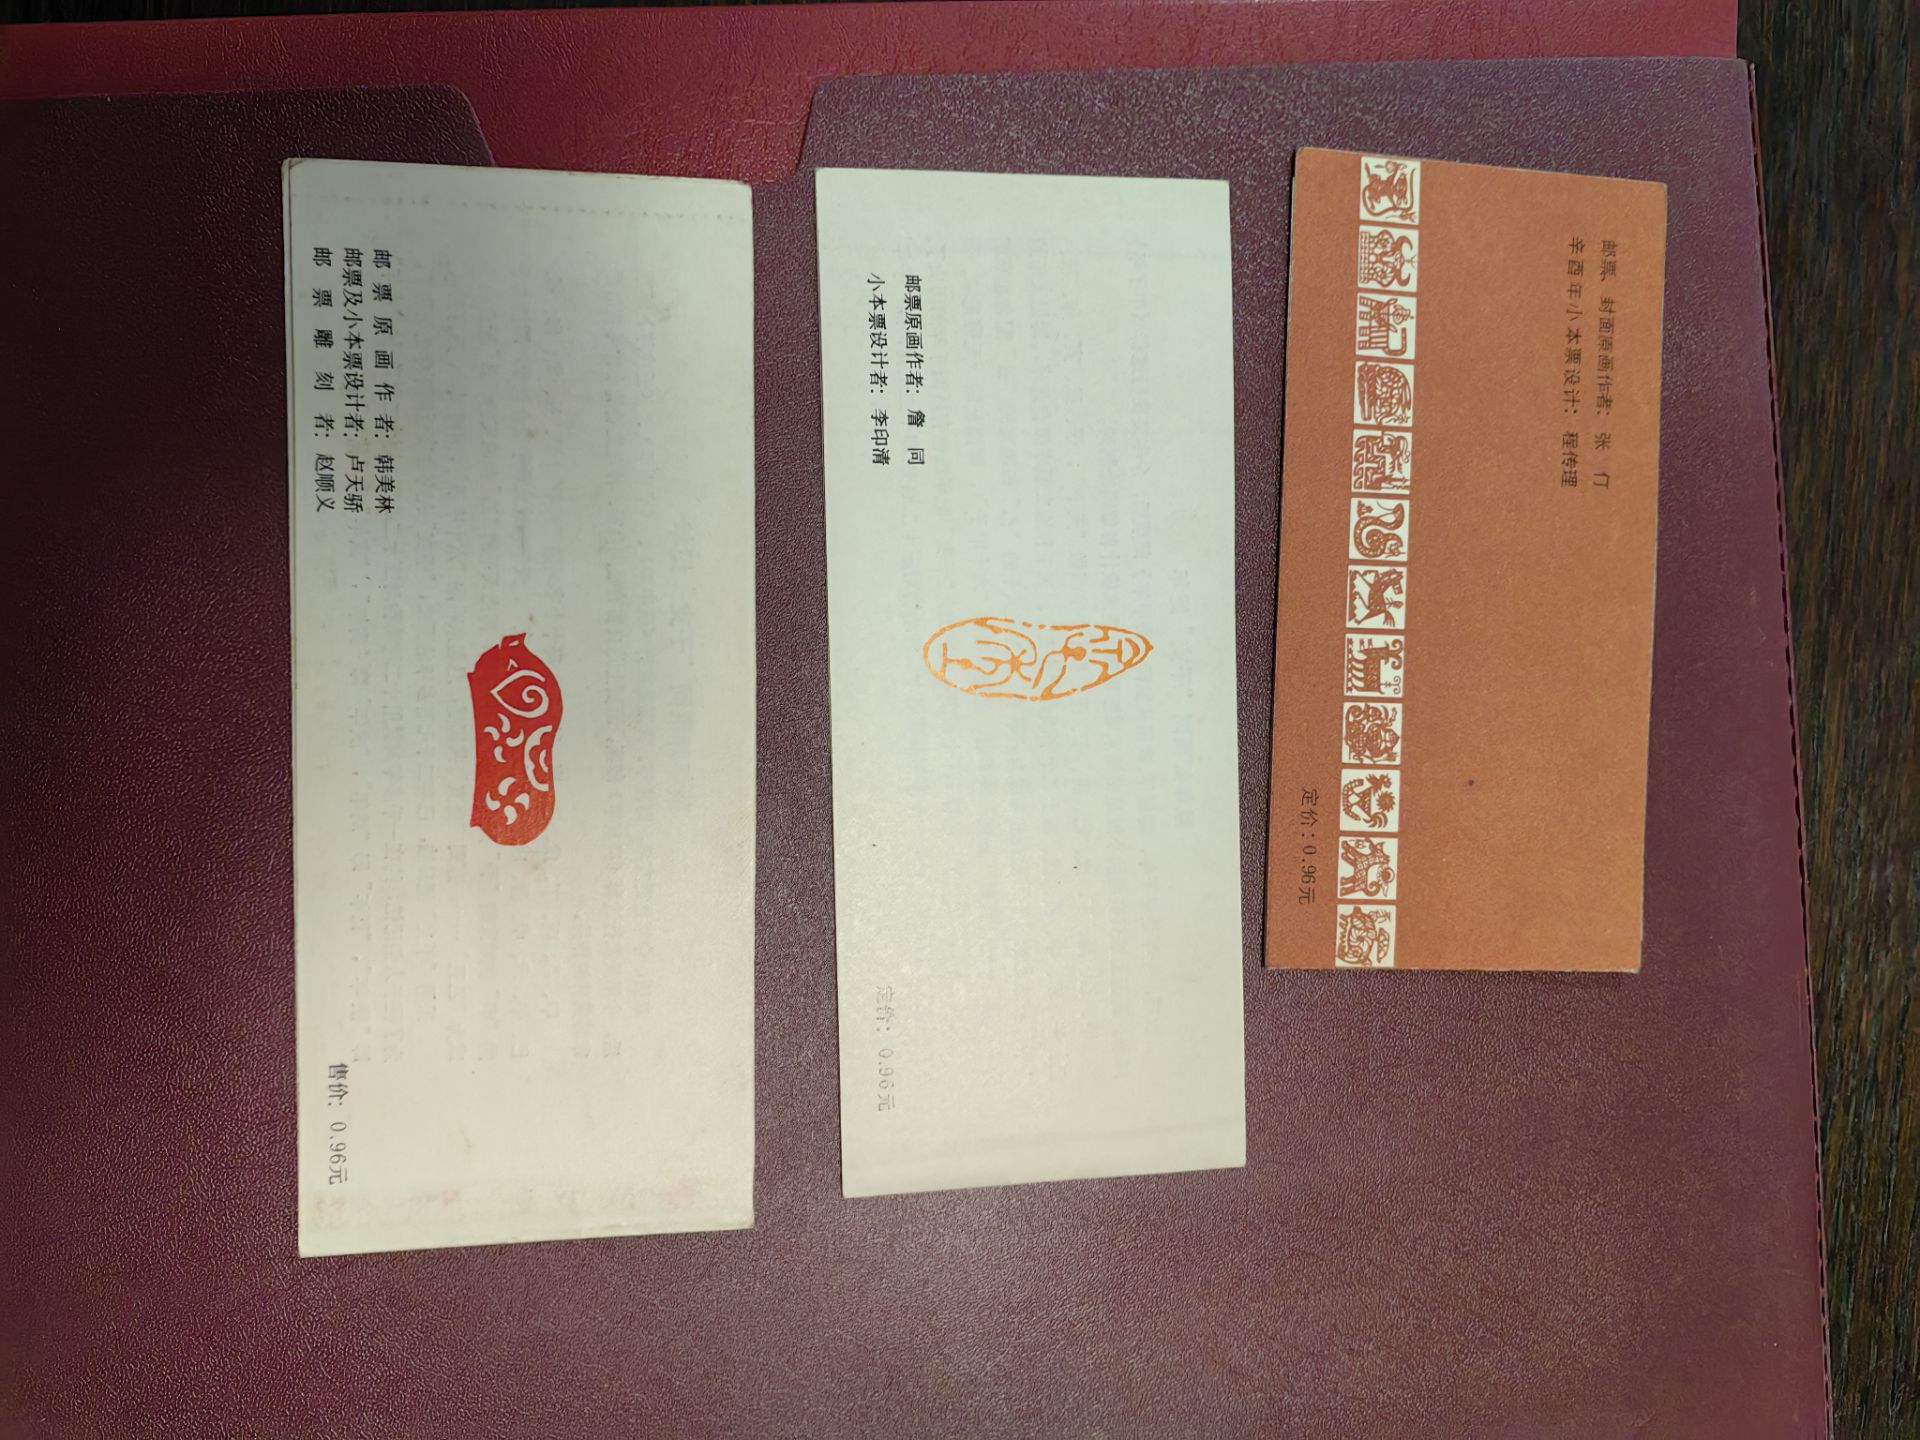 邮票原画作者：韩美林
邮票及小本票设计者：卢天骄
邮票雕刻者：赵顺义
售价：0.96元
邮票原画作者：詹同
小本票设计者：李印清
定价：0.96元
邮票、封面原画作者：张仃
辛酉年小本票设计：程传理
定价：0.96元